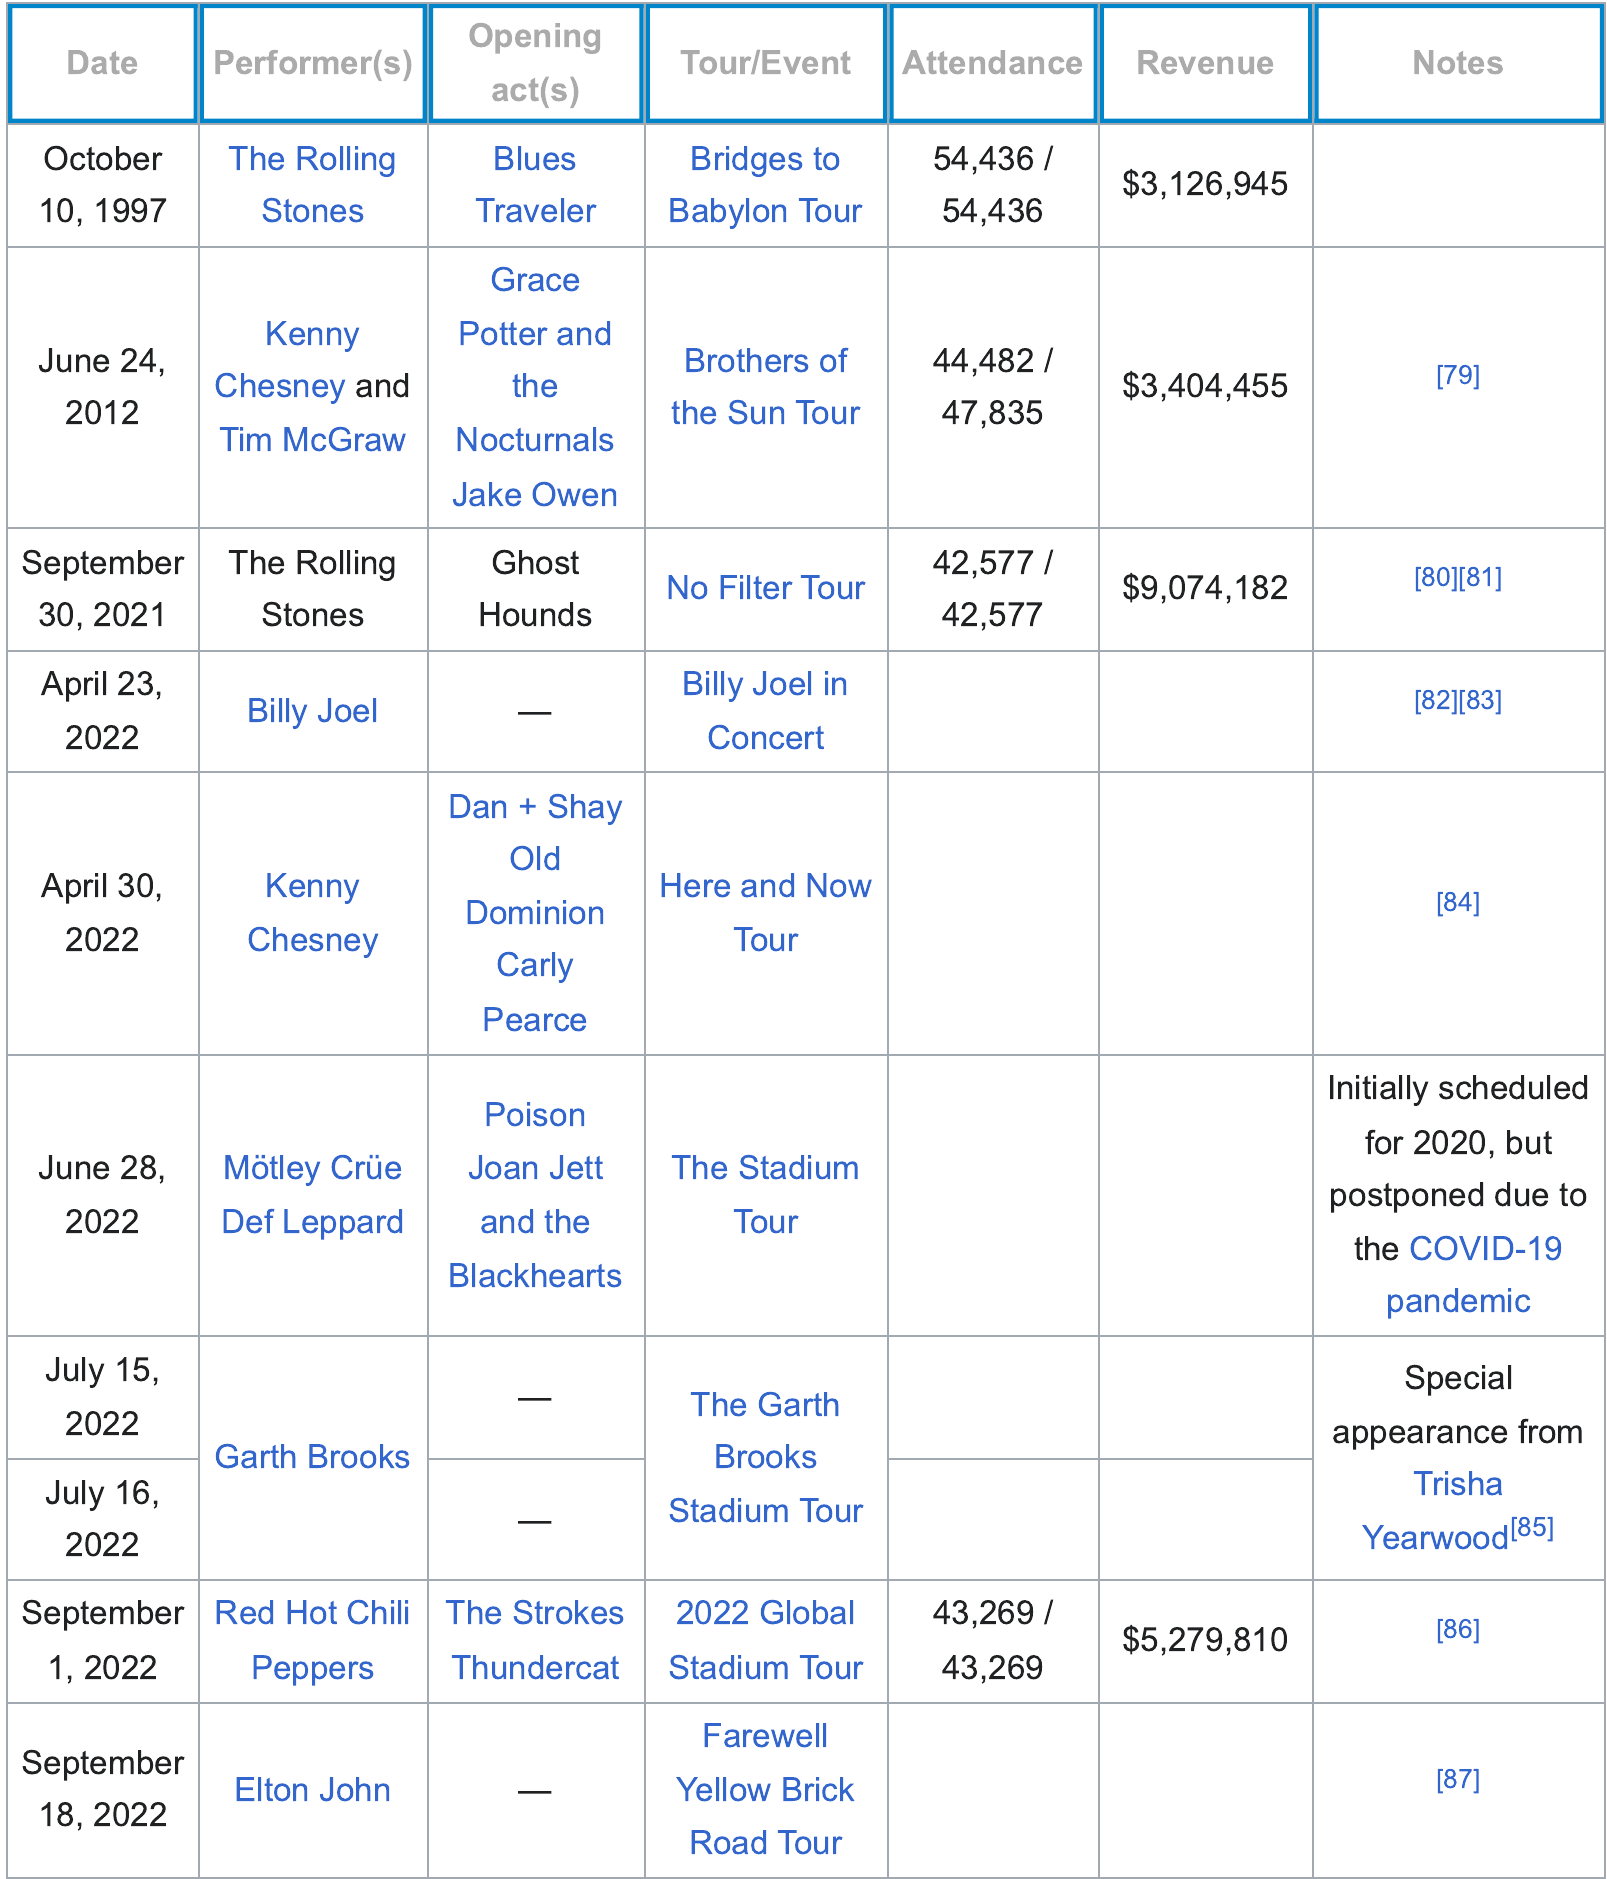 Date
Performer(s)
Opening
act(s)
Tour/Event
Attendance
Revenue
Notes
October
10, 1997
The Rolling
Stones
Blues
Traveler
Bridges to
Babylon Tour
54,436 /
54,436
$3,126,945
June 24,
2012
Kenny
Chesney and
Tim McGraw
Grace
Potter and
the
Nocturnals
Jake Owen
Brothers of
the Sun Tour
44,482 /
47,835
$3,404,455
[79]
September
30, 2021
The Rolling
Stones
Ghost
Hounds
No Filter Tour
42,577 /
42,577
$9,074,182
[80][81]
April 23,
2022
Billy Joel
—
Billy Joel in
Concert
[82][83]
April 30,
2022
Kenny
Chesney
Dan + Shay
Old
Dominion
Carly
Pearce
Here and Now
Tour
[84]
June 28,
2022
Mötley Crüe
Def Leppard
Poison
Joan Jett
and the
Blackhearts
The Stadium
Tour
Initially scheduled
for 2020, but
postponed due to
the COVID-19
pandemic
July 15,
2022
Garth Brooks
—
The Garth
Brooks
Stadium Tour
Special
appearance from
Trisha
Yearwood[85]
July 16,
2022
—
September
1, 2022
Red Hot Chili
Peppers
The Strokes
Thundercat
2022 Global
Stadium Tour
43,269 /
43,269
$5,279,810
[86]
September
18, 2022
Elton John
—
Farewell
Yellow Brick
Road Tour
[87]